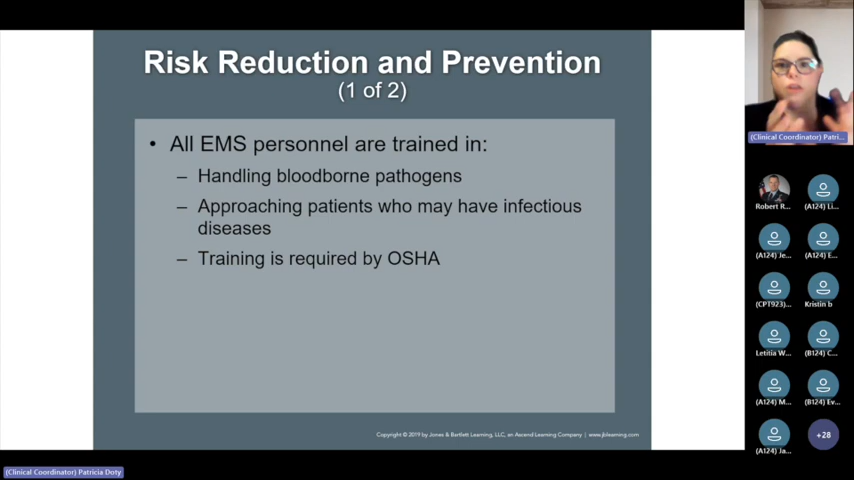 Risk Reduction and Prevention
(1 of 2)
• All EMS personnel are trained in:
– Handling bloodborne pathogens
– Approaching patients who may have infectious
diseases
– Training is required by OSHA
Copyright © 2019 by Jones & Bartlett Learning, LLC, an Ascend Learning Company | www.jblearning.com
(Clinical Coordinator) Patri...
Robert R...
(A124) Li...
(A124) Je...
(A124) E...
(CPT923)...
Kristin b
Letitia W...
(B124) C...
(A124) M...
(B124) Ev...
(A124) Ja...
+28
(Clinical Coordinator) Patricia Doty